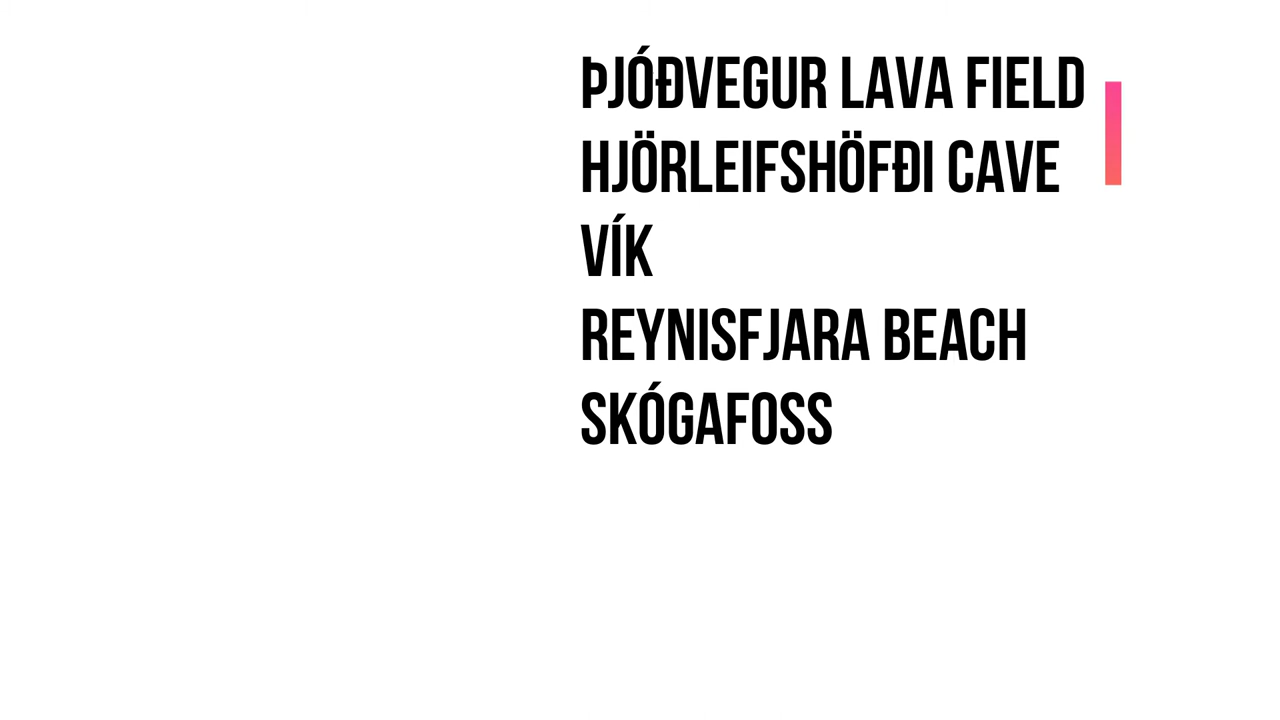 ÞJÓÐVEGUR LAVA FIELD
HJÖRLEIFSHÖFÐI CAVE
VÍK
REYNISFJARA BEACH
SKÓGAFOSS